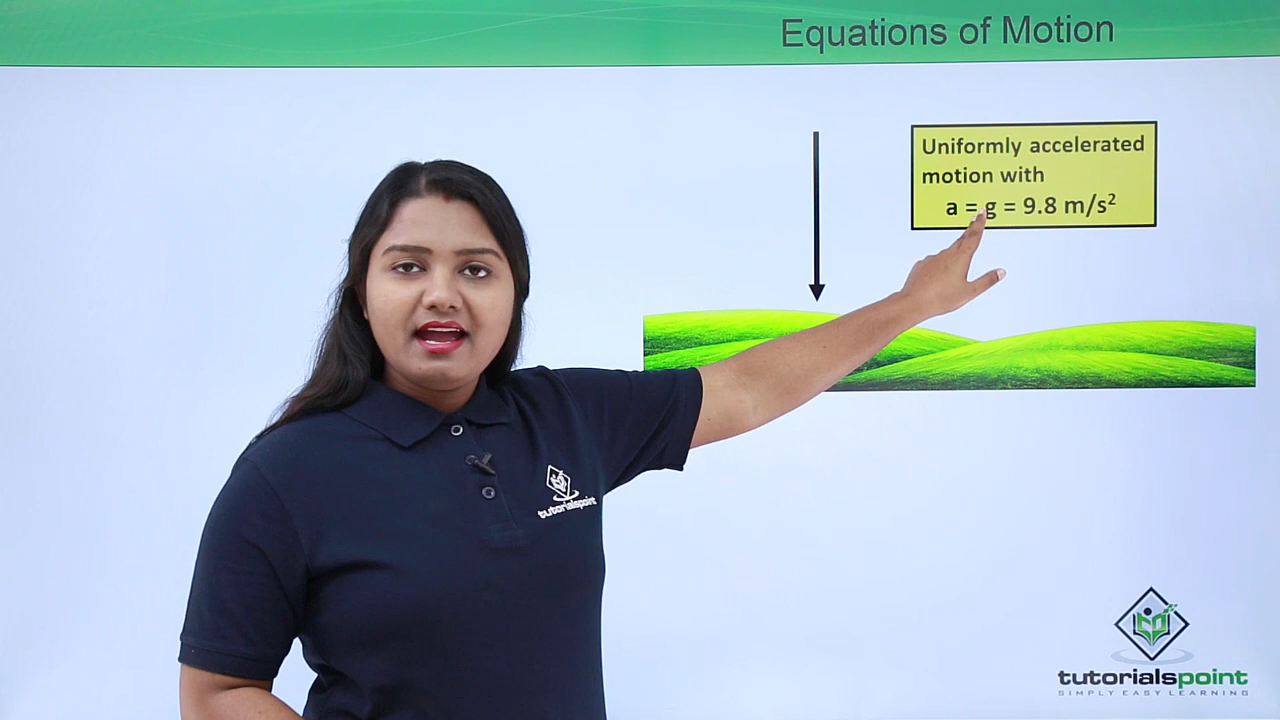 Equations of Motion
Uniformly accelerated
motion with
a = g = 9.8 m/s²
tutorialspoint
tutorialspoint
SIMPLY EASY LEARNING